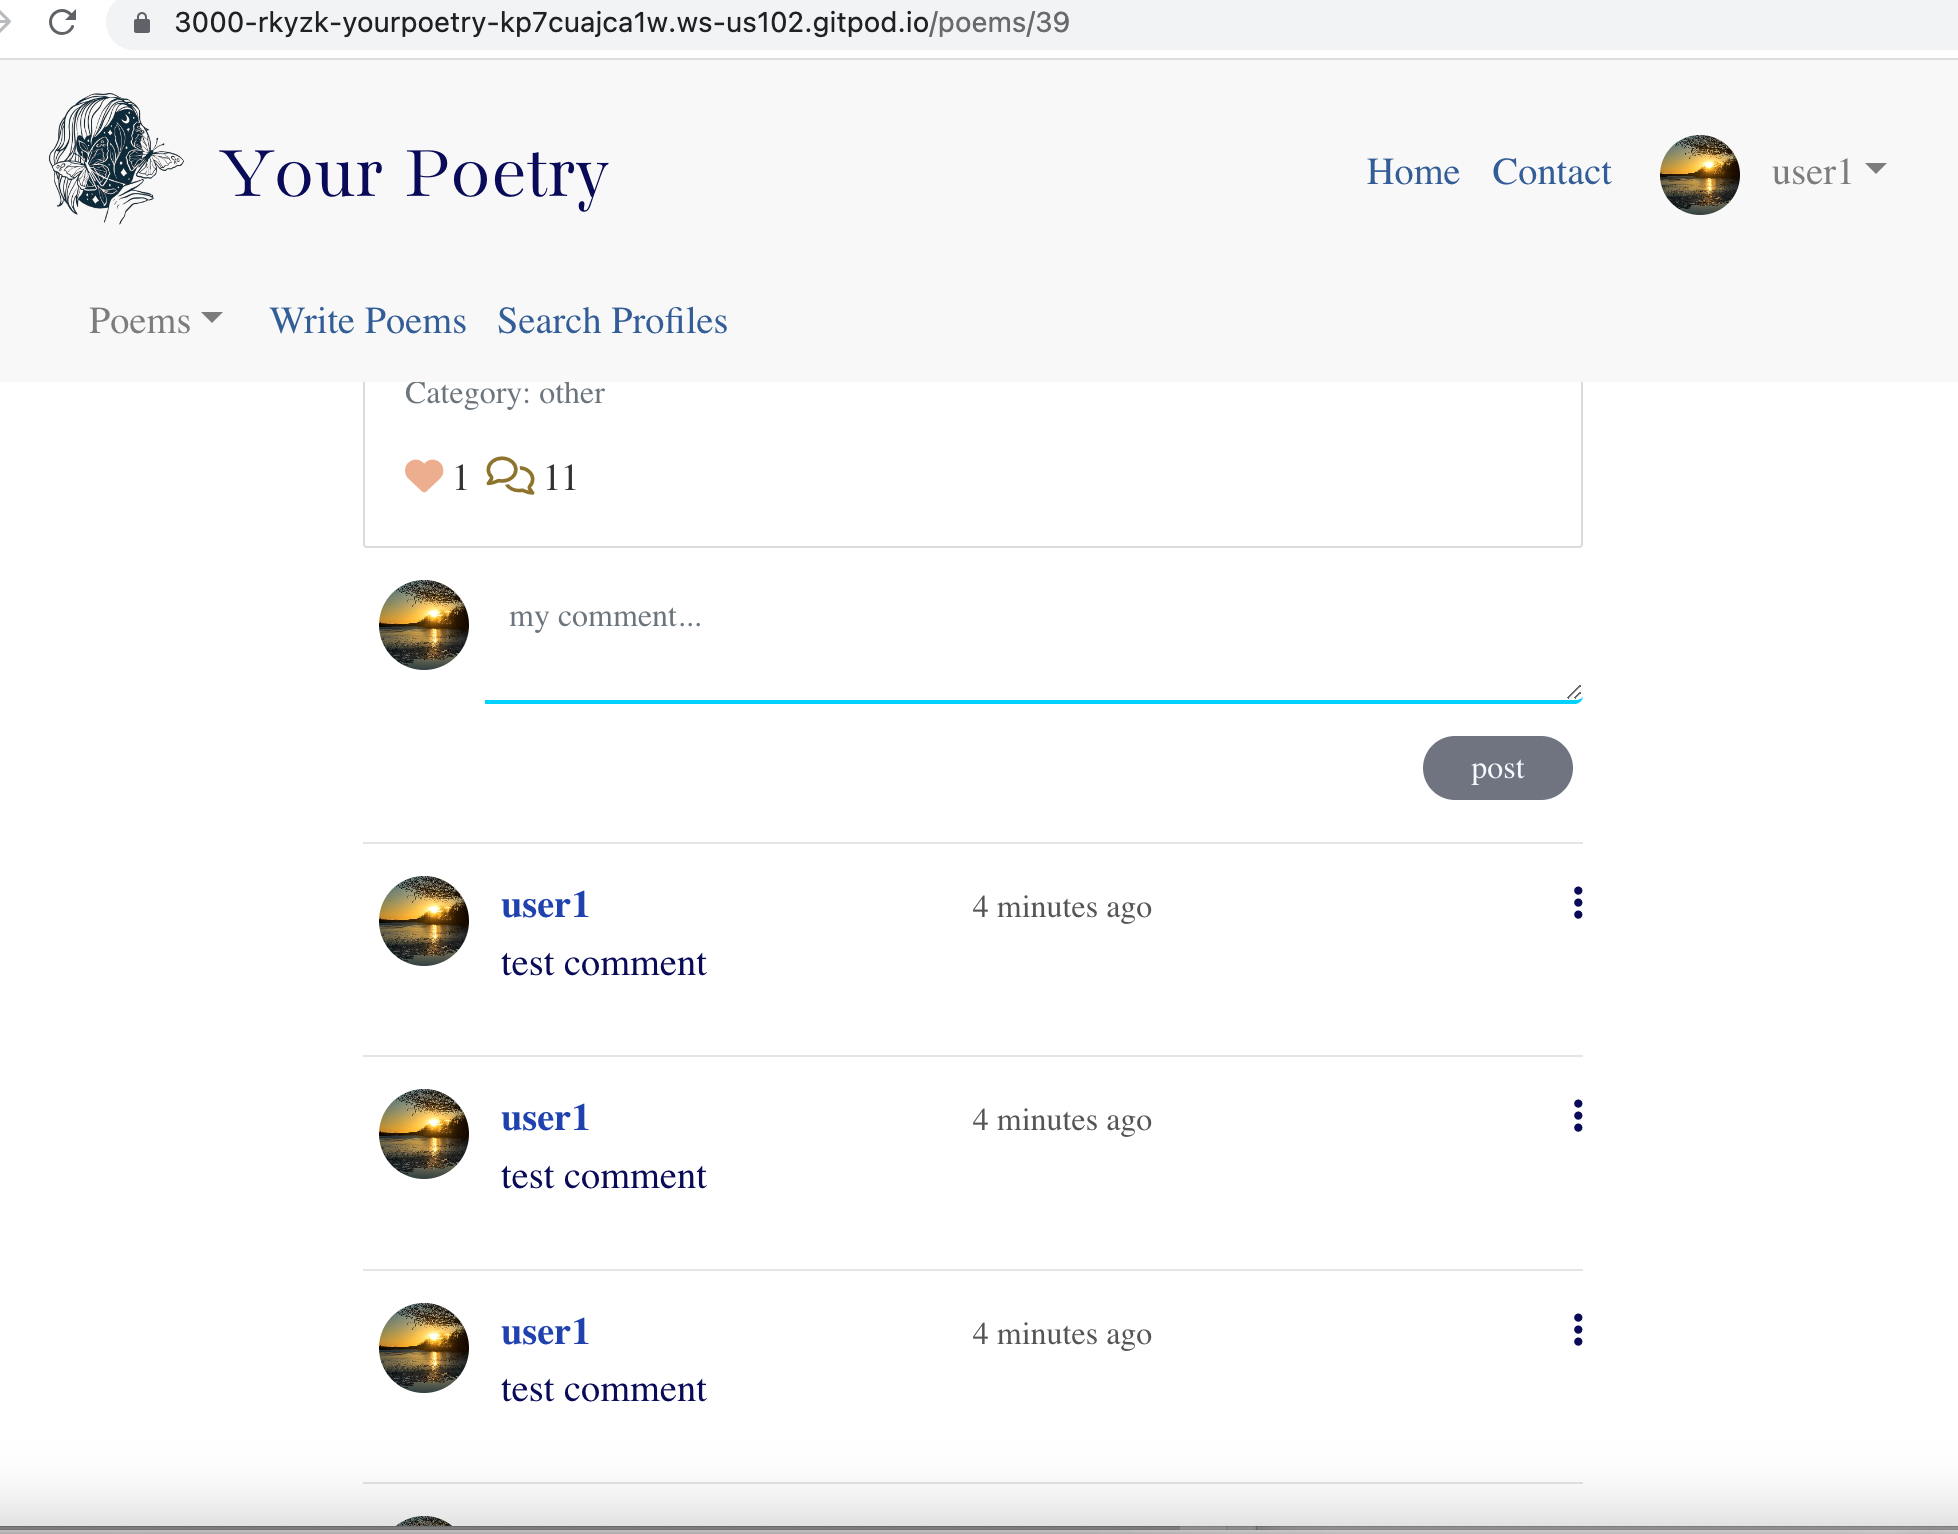 3000-rkyzk-yourpoetry-kp7cuajca1w.ws-us102.gitpod.io/poems/39
Your Poetry
Home Contact user1
Poems Write Poems Search Profiles
Category: other
1 11
my comment...
post
user1 4 minutes ago
test comment
user1 4 minutes ago
test comment
user1 4 minutes ago
test comment